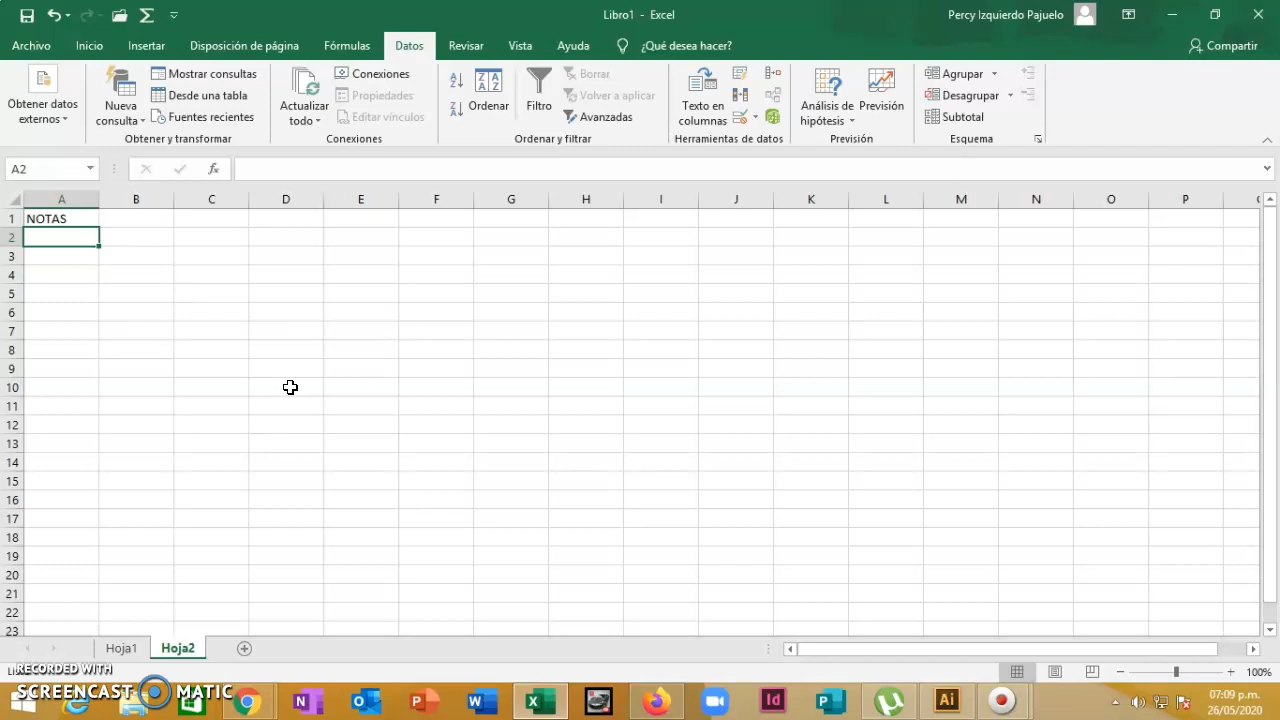 Libro1 - Excel
Percy Izquierdo Pajuelo
Archivo Inicio Insertar Disposición de página Fórmulas Datos Revisar Vista Ayuda ¿Qué desea hacer? Compartir
Obtener datos externos
Nueva consulta
Mostrar consultas
Desde una tabla
Fuentes recientes
Obtener y transformar
Actualizar todo
Conexiones
Propiedades
Editar vínculos
Conexiones
Ordenar
Filtro
Borrar
Volver a aplicar
Avanzadas
Ordenar y filtrar
Texto en columnas
Herramientas de datos
Análisis de hipótesis
Previsión
Previsión
Agrupar
Desagrupar
Subtotal
Esquema
A2
fx
A B C D E F G H I J K L M N O P
1 NOTAS
2
3
4
5
6
7
8
9
10
11
12
13
14
15
16
17
18
19
20
21
22
23
Hoja1 Hoja2
100%
RECORDED WITH
SCREENCAST MATIC
07:09 p.m.
26/05/2020